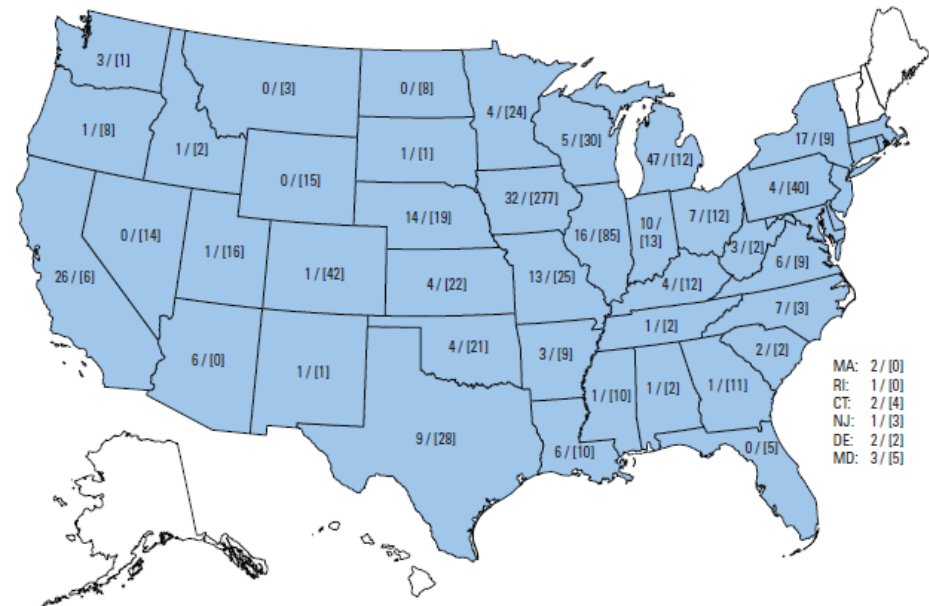 3 / [1]
0 / [3]
0 / [8]
4 / [24]
1 / [8]
1 / [2]
1 / [1]
5 / [30]
47 / [12]
17 / [9]
0 / [15]
14 / [19]
32 / [277]
4 / [40]
0 / [14]
1 / [16]
1 / [42]
4 / [22]
13 / [25]
16 / [85]
10 /
[13]
7 / [12]
3 / [2]
6 / [9]
26 / [6]
4 / [12]
7 / [3]
6 / [0]
1 / [1]
4 / [21]
3 / [9]
1 / [2]
2 / [2]
9 / [28]
6 / [10]
1 / [10]
1 / [2]
1 / [11]
0 / [5]
MA: 2 / [0]
RI: 1 / [0]
CT: 2 / [4]
NJ: 1 / [3]
DE: 2 / [2]
MD: 3 / [5]